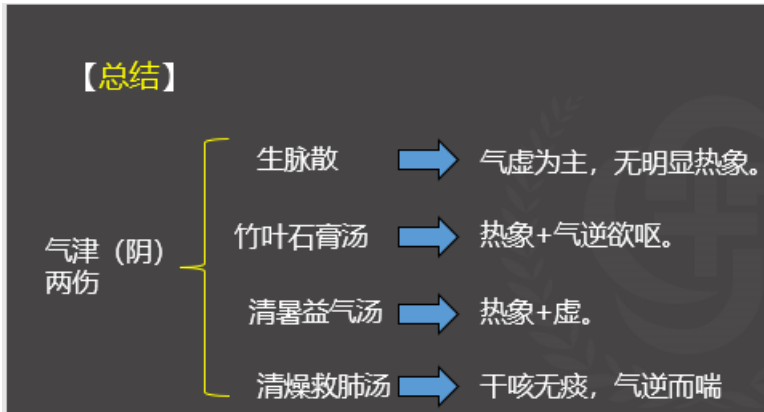 【总结】
生脉散
气虚为主，无明显热象。
竹叶石膏汤
热象+气逆欲呕。
气津（阴）
两伤
清暑益气汤
热象+虚。
清燥救肺汤
干咳无痰，气逆而喘